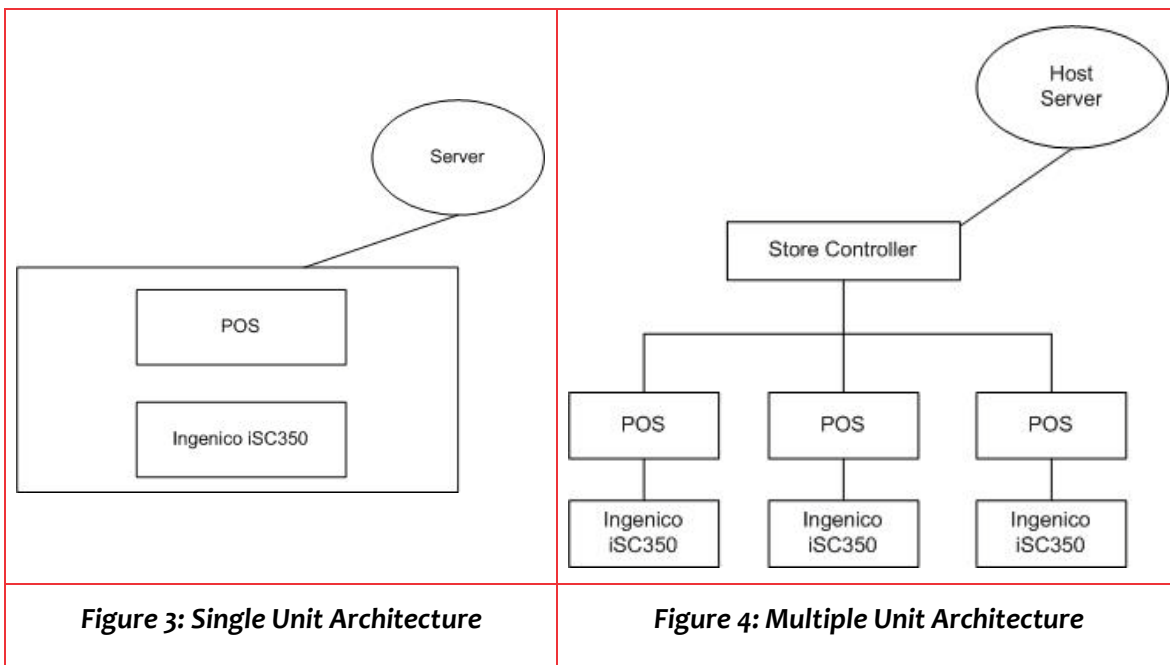 Server
POS
Ingenico iSC350
Figure 3: Single Unit Architecture
Host
Server
Store Controller
POS
POS
POS
Ingenico
iSC350
Ingenico
iSC350
Ingenico
iSC350
Figure 4: Multiple Unit Architecture